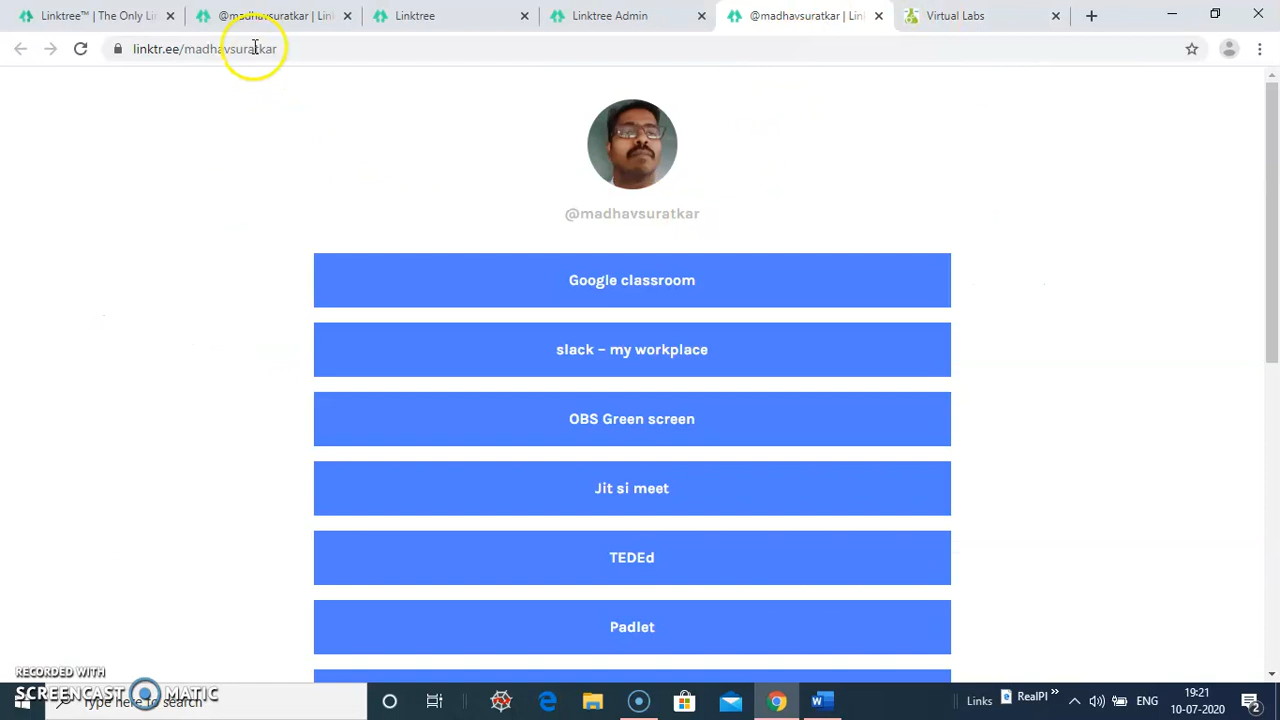 Linktree™ | The Only Lin
@madhavsuratkar | Lin
Linktree
Linktree Admin
@madhavsuratkar | Lin
Virtual Labs
linktr.ee/madhavsuratkar
@madhavsuratkar
Google classroom
slack – my workplace
OBS Green screen
Jit si meet
TEDEd
Padlet
RECORDED WITH
SCREENCAST MATIC
Type here to search
Links
RealPl
ENG
19:21
10-07-2020
2